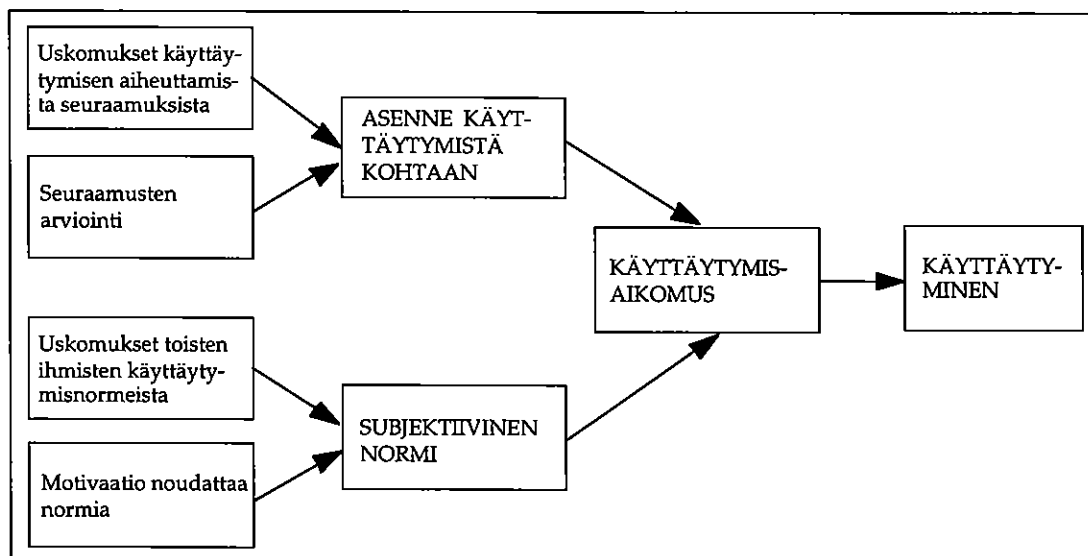 Uskomukset käyttäy-
tymisen aiheuttamis-
ta seuraamuksista
Seuraamusten
arviointi
ASENNE KÄYT-
TÄYTYMISTÄ
KOHTAAN
KÄYTTÄYTYMIS-
AIKOMUS
KÄYTTÄYTY-
MINEN
Uskomukset toisten
ihmisten käyttäyty-
misnormeista
Motivaatio noudattaa
normia
SUBJEKTIIVINEN
NORMI